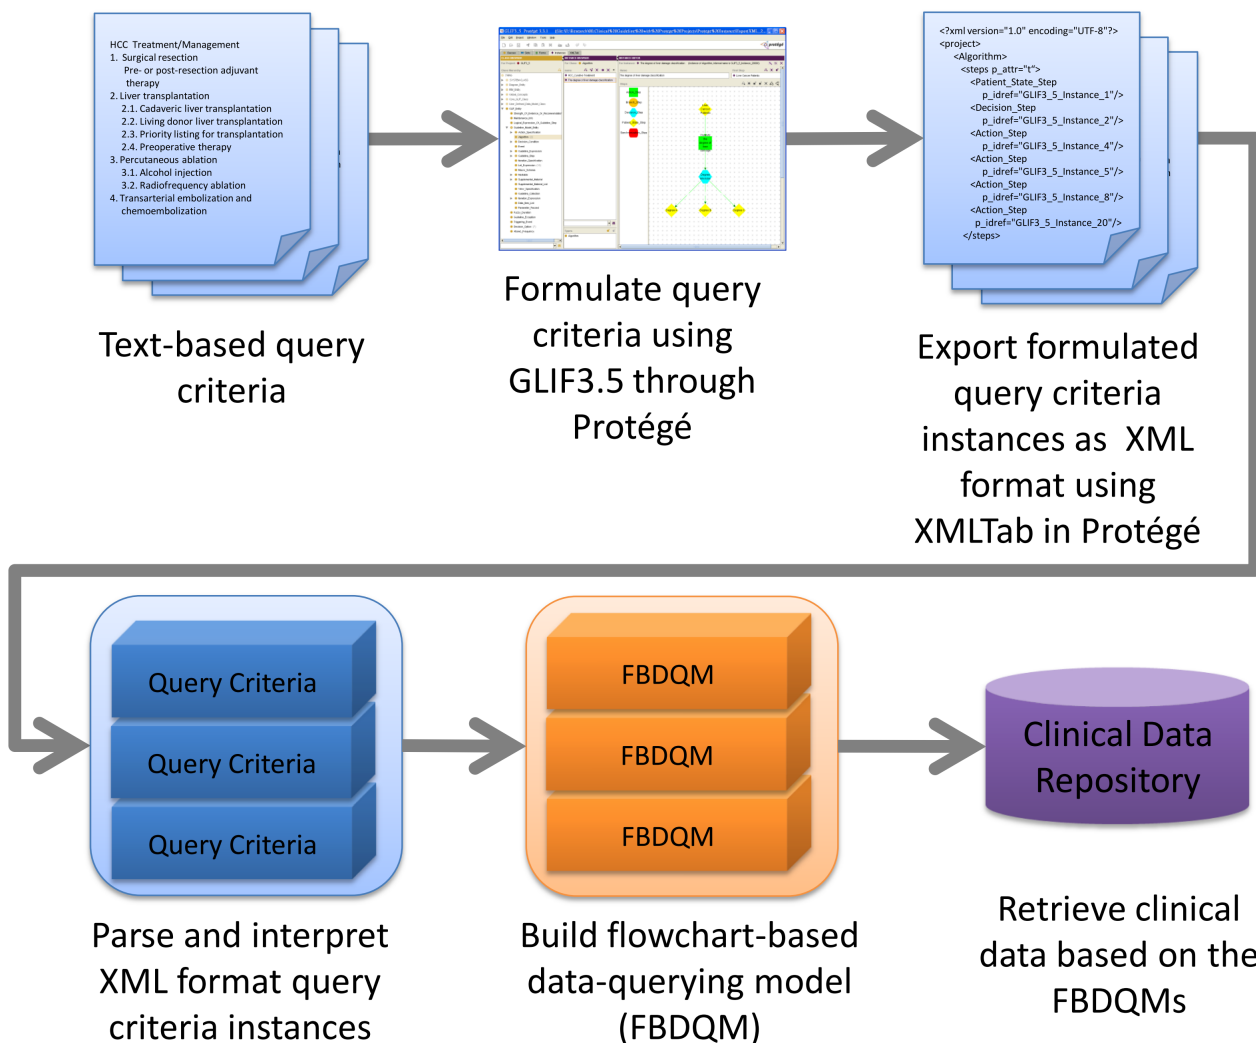 HCC Treatment/Management
1. Surgical resection
Pre- or post-resection adjuvant
therapy
2. Liver transplantation
2.1. Cadaveric liver transplantation
2.2. Living donor liver transplantation
2.3. Priority listing for transplantation
2.4. Preoperative therapy
3. Percutaneous ablation
3.1. Alcohol injection
3.2. Radiofrequency ablation
4. Transarterial embolization and
chemoembolization
Text-based query
criteria
protégé
Formulate query
criteria using
GLIF3.5 through
Protégé
<?xml version="1.0" encoding="UTF-8"?>
<project>
<Algorithm>
<steps p_attr="t">
<Patient_State_Step
p_idref="GLIF3_5_Instance_1"/>
<Decision_Step
p_idref="GLIF3_5_Instance_2"/>
<Action_Step
p_idref="GLIF3_5_Instance_4"/>
<Action_Step
p_idref="GLIF3_5_Instance_5"/>
<Action_Step
p_idref="GLIF3_5_Instance_8"/>
<Action_Step
p_idref="GLIF3_5_Instance_20"/>
</steps>
Export formulated
query criteria
instances as XML
format using
XMLTab in Protégé
Query Criteria
Query Criteria
Query Criteria
Parse and interpret
XML format query
criteria instances
FBDQM
FBDQM
FBDQM
Build flowchart-based
data-querying model
(FBDQM)
Clinical Data
Repository
Retrieve clinical
data based on the
FBDQMs